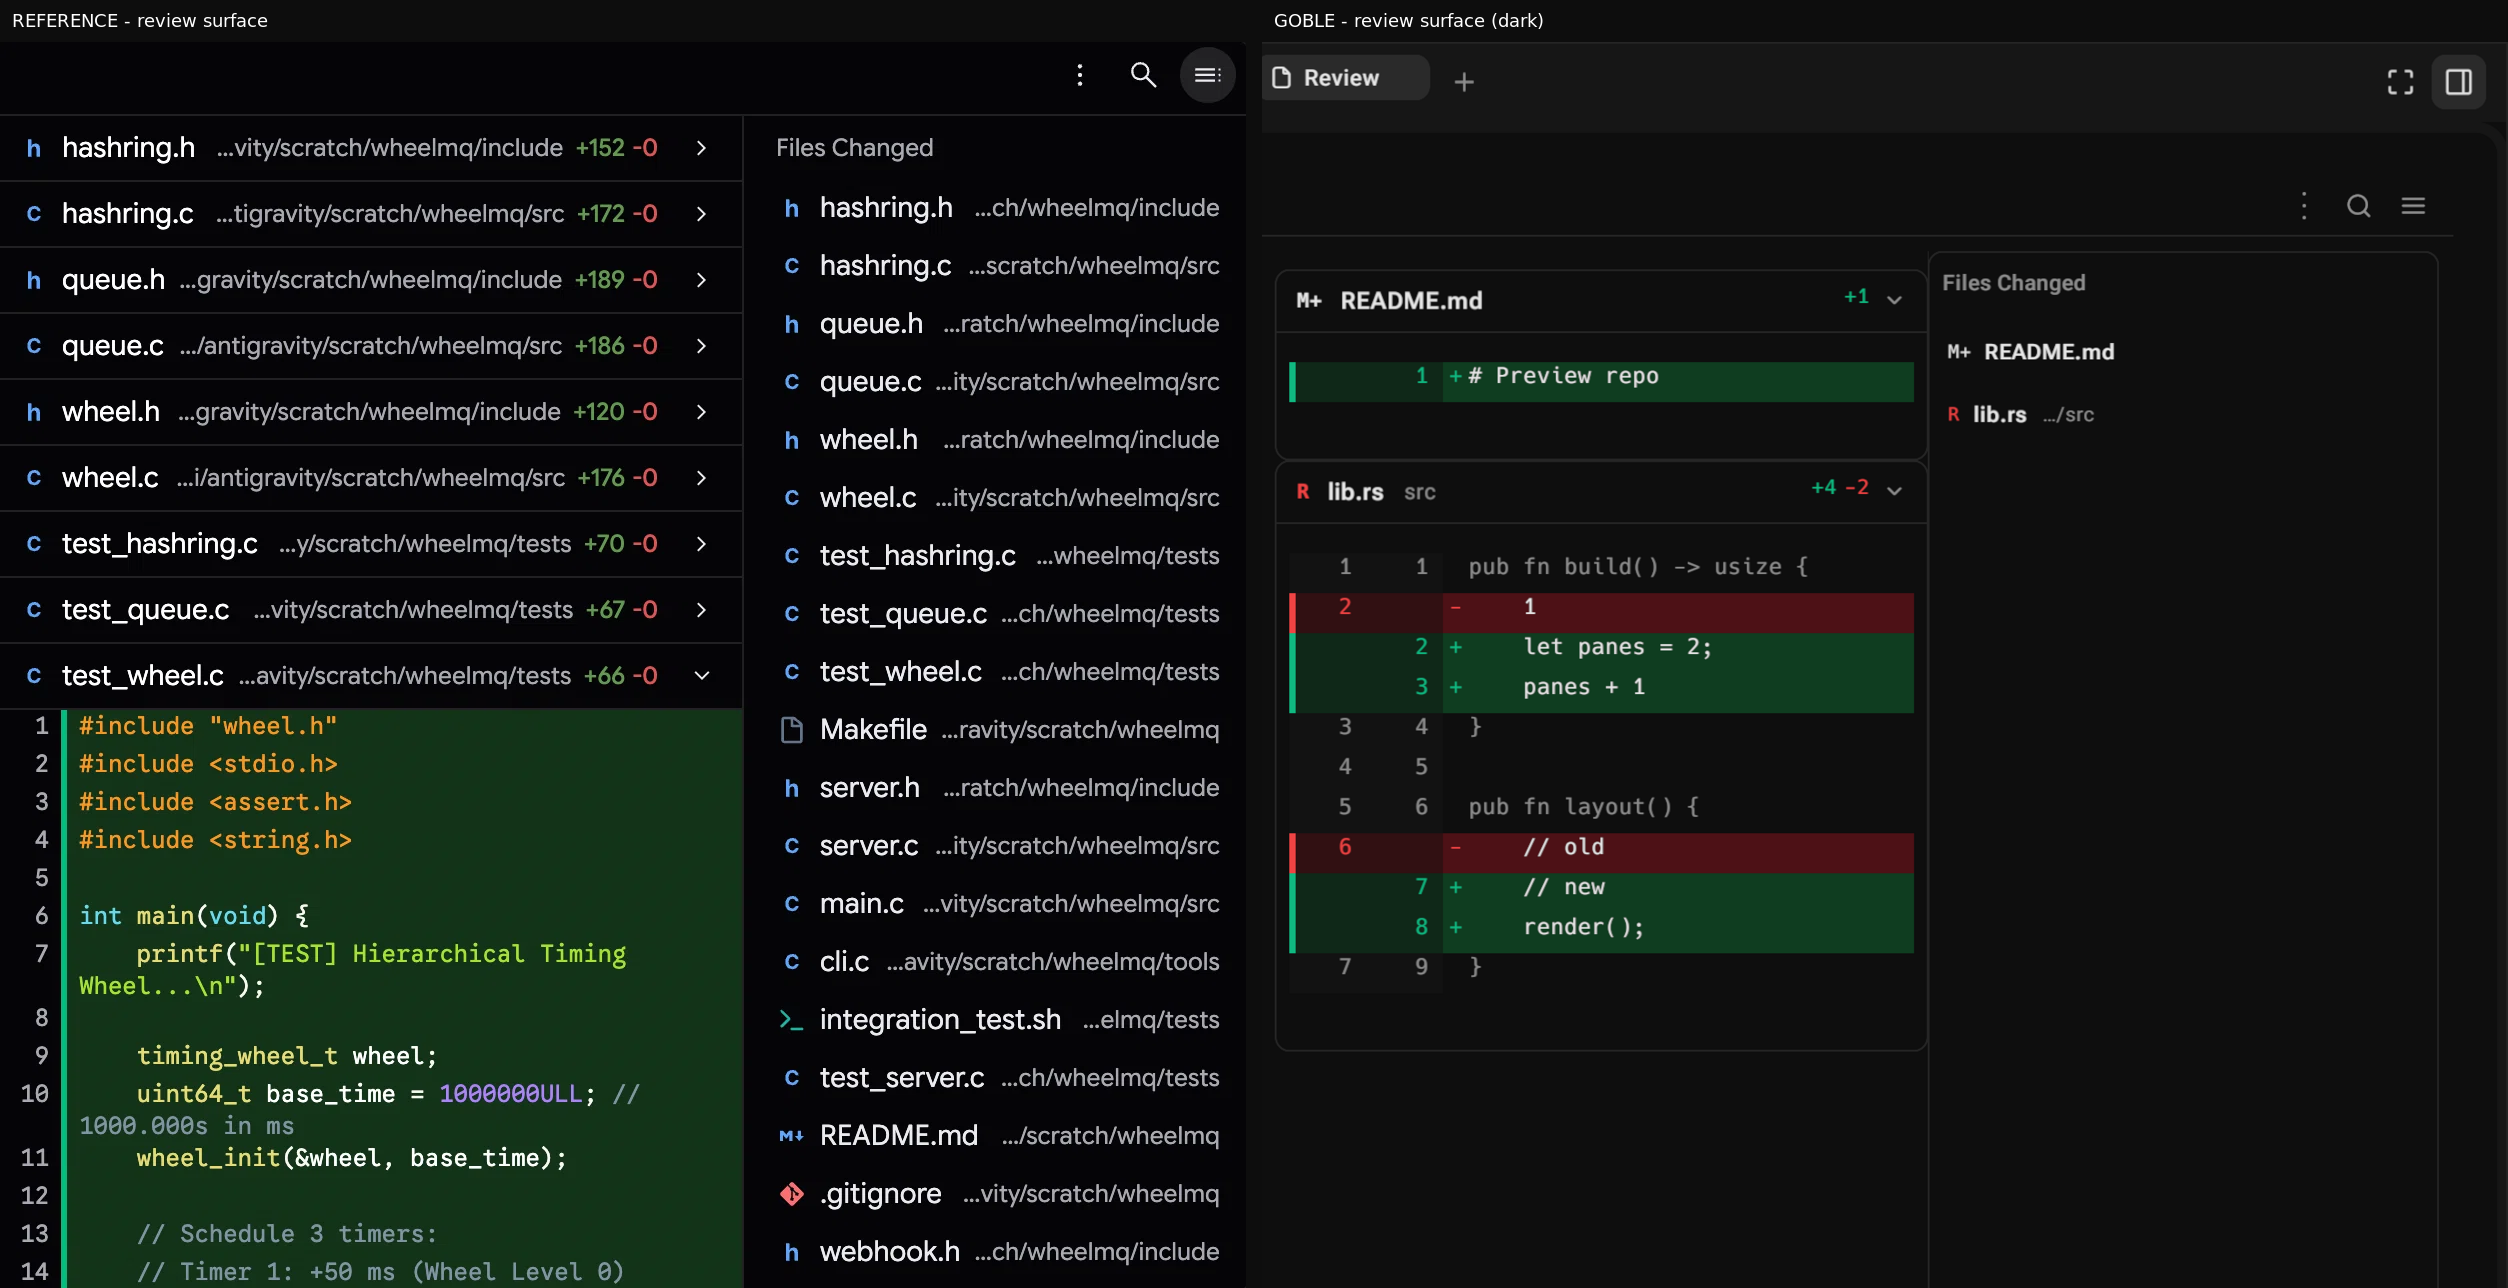 REFERENCE - review surface
h hashring.h ...vity/scratch/wheelmq/include +152 -0
C hashring.c ...tigravity/scratch/wheelmq/src +172 -0
h queue.h ...gravity/scratch/wheelmq/include +189 -0
C queue.c .../antigravity/scratch/wheelmq/src +186 -0
h wheel.h ...gravity/scratch/wheelmq/include +120 -0
C wheel.c ...i/antigravity/scratch/wheelmq/src +176 -0
C test_hashring.c ...y/scratch/wheelmq/tests +70 -0
C test_queue.c ...vity/scratch/wheelmq/tests +67 -0
C test_wheel.c ...avity/scratch/wheelmq/tests +66 -0
1 #include "wheel.h"
2 #include <stdio.h>
3 #include <assert.h>
4 #include <string.h>
5
6 int main(void) {
7     printf("[TEST] Hierarchical Timing
Wheel...\n");
8
9     timing_wheel_t wheel;
10     uint64_t base_time = 1000000ULL; //
1000.000s in ms
11     wheel_init(&wheel, base_time);
12
13     // Schedule 3 timers:
14     // Timer 1: +50 ms (Wheel Level 0)
Files Changed
h hashring.h ...ch/wheelmq/include
C hashring.c ...scratch/wheelmq/src
h queue.h ...ratch/wheelmq/include
C queue.c ...ity/scratch/wheelmq/src
h wheel.h ...ratch/wheelmq/include
C wheel.c ...ity/scratch/wheelmq/src
C test_hashring.c ...wheelmq/tests
C test_queue.c ...ch/wheelmq/tests
C test_wheel.c ...ch/wheelmq/tests
Makefile ...ravity/scratch/wheelmq
h server.h ...ratch/wheelmq/include
C server.c ...ity/scratch/wheelmq/src
C main.c ...vity/scratch/wheelmq/src
C cli.c ...avity/scratch/wheelmq/tools
>_ integration_test.sh ...elmq/tests
C test_server.c ...ch/wheelmq/tests
M↓ README.md .../scratch/wheelmq
.gitignore ...vity/scratch/wheelmq
h webhook.h ...ch/wheelmq/include
GOBLE - review surface (dark)
Review +
M+ README.md +1
1 + # Preview repo
R lib.rs src +4 -2
1 1 pub fn build() -> usize {
2 -     1
2 +     let panes = 2;
3 +     panes + 1
3 4 }
4 5
5 6 pub fn layout() {
6 -     // old
7 +     // new
8 +     render();
7 9 }
Files Changed
M+ README.md
R lib.rs .../src